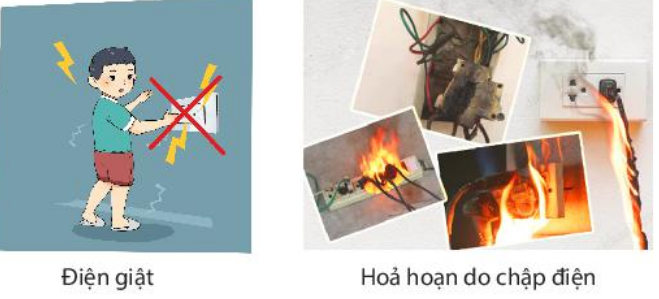 Điện giật
Hoả hoạn do chập điện